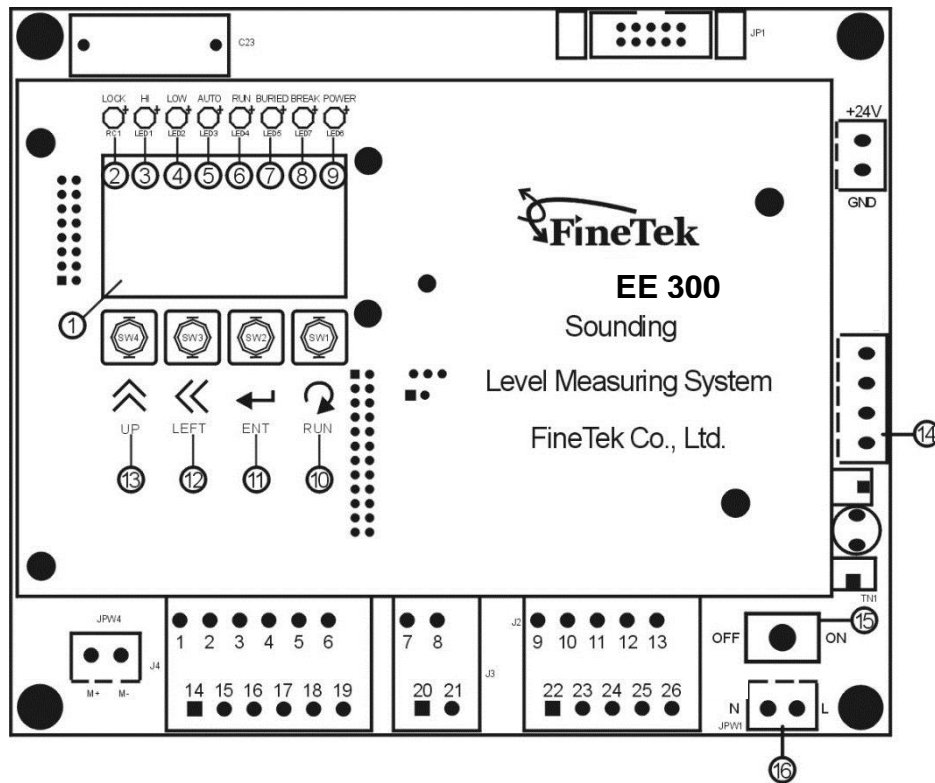 C23
JP1
LOCK HI LOW AUTO RUN BURIED BREAK POWER
RC1 LED1 LED2 LED3 LED4 LED5 LED7 LED6
2 3 4 5 6 7 8 9
+24V
GND
FineTek
EE 300
Sounding
Level Measuring System
FineTek Co., Ltd.
1
SW4 SW3 SW2 SW1
UP LEFT ENT RUN
13 12 11 10
14
TN1
15
OFF ON
JPW4
M+ M-
J4
1 2 3 4 5 6
14 15 16 17 18 19
7 8
20 21
J3
J2
9 10 11 12 13
22 23 24 25 26
N L
JPW1
16